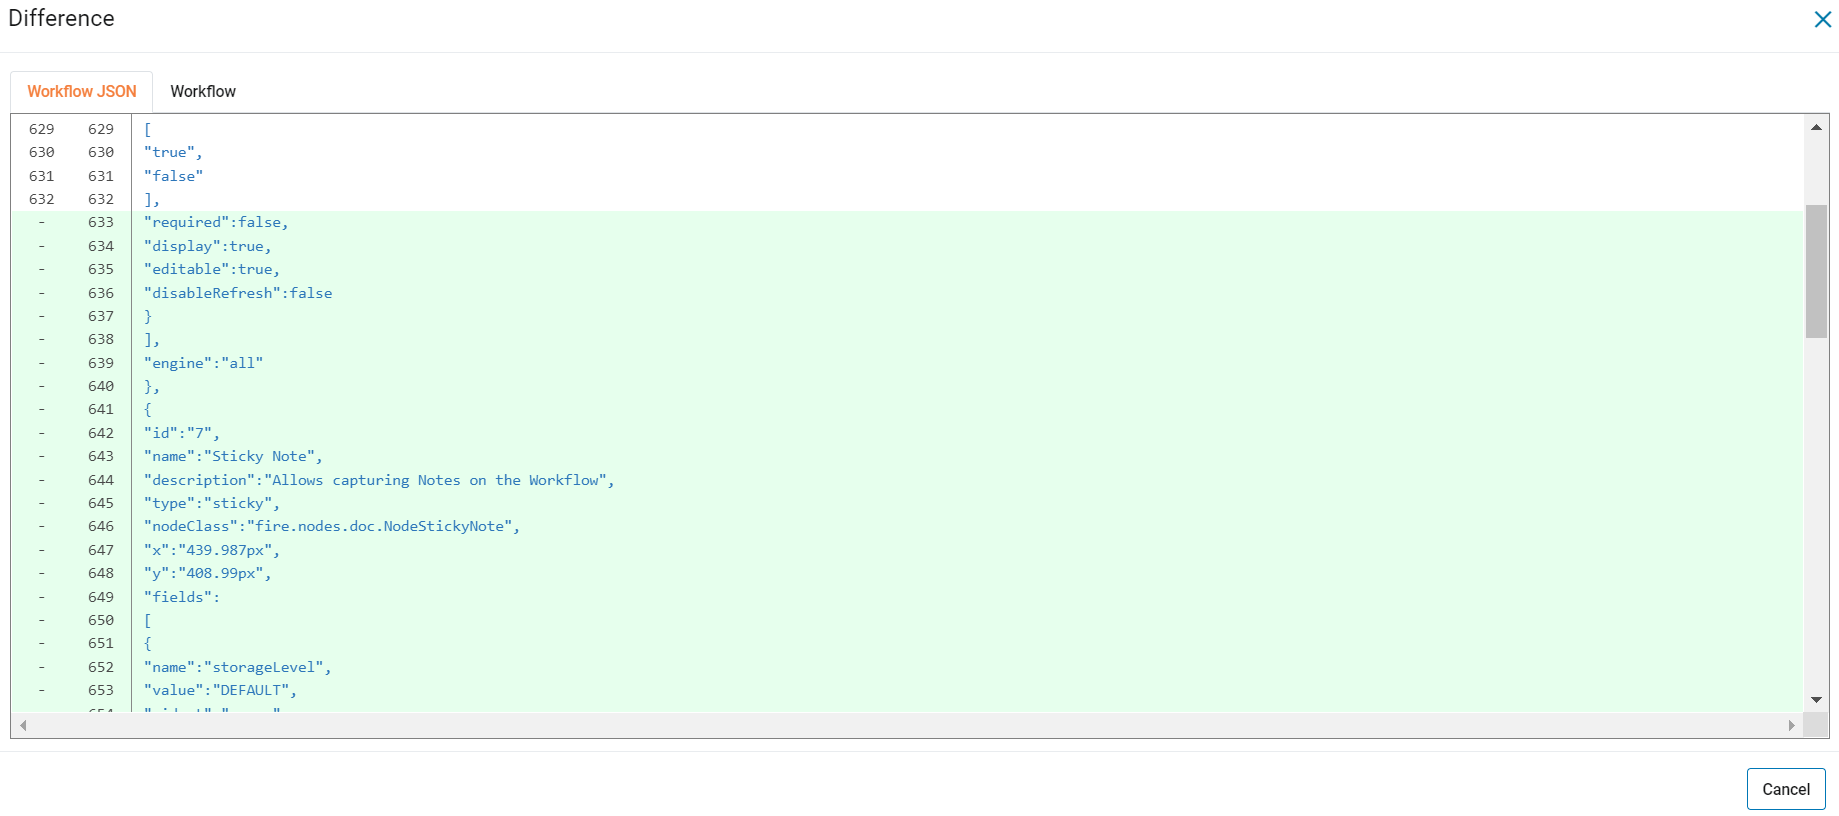 Difference
Workflow JSON Workflow
629 629 [
630 630 "true",
631 631 "false"
632 632 ],
- 633 "required":false,
- 634 "display":true,
- 635 "editable":true,
- 636 "disableRefresh":false
- 637 }
- 638 ],
- 639 "engine":"all"
- 640 },
- 641 {
- 642 "id":"7",
- 643 "name":"Sticky Note",
- 644 "description":"Allows capturing Notes on the Workflow",
- 645 "type":"sticky",
- 646 "nodeClass":"fire.nodes.doc.NodeStickyNote",
- 647 "x":"439.987px",
- 648 "y":"408.99px",
- 649 "fields":
- 650 [
- 651 {
- 652 "name":"storageLevel",
- 653 "value":"DEFAULT",
Cancel